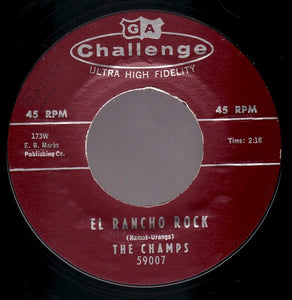 GA
Challenge
ULTRA HIGH FIDELITY
45 RPM
45 RPM
173W
E. B. Marks
Publishing Co.
Time: 2:18
EL RANCHO ROCK
(Ramos-Uranga)
THE CHAMPS
59007